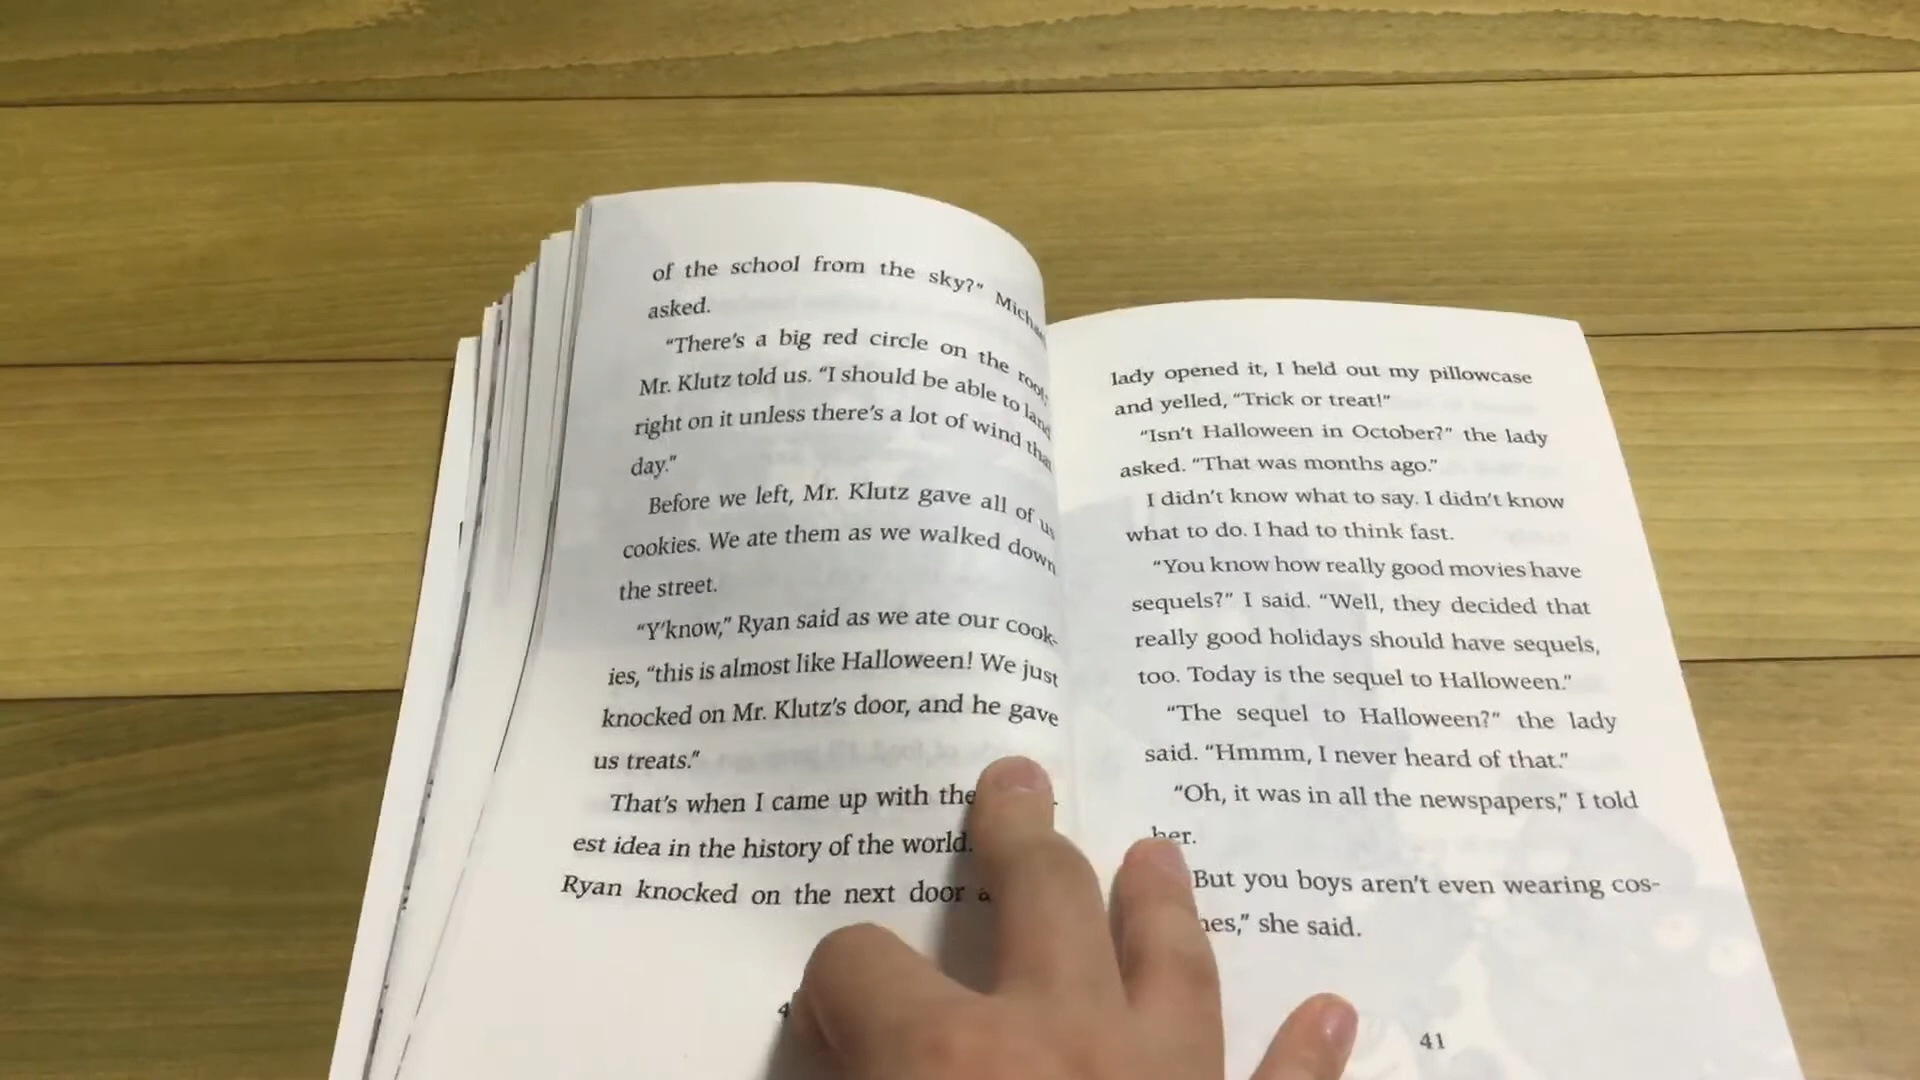 of the school from the sky?"
asked.
"There's a big red circle on the roof,"
Mr. Klutz told us. "I should be able to land
right on it unless there's a lot of wind that
day."
Before we left, Mr. Klutz gave all of us
cookies. We ate them as we walked down
the street.
"Y'know," Ryan said as we ate our cook-
ies, "this is almost like Halloween! We just
knocked on Mr. Klutz's door, and he gave
us treats."
That's when I came up with the
est idea in the history of the world.
Ryan knocked on the next door
lady opened it, I held out my pillowcase
and yelled, "Trick or treat!"
"Isn't Halloween in October?" the lady
asked. "That was months ago."
I didn't know what to say. I didn't know
what to do. I had to think fast.
"You know how really good movies have
sequels?" I said. "Well, they decided that
really good holidays should have sequels,
too. Today is the sequel to Halloween."
"The sequel to Halloween?" the lady
said. "Hmmm, I never heard of that."
"Oh, it was in all the newspapers," I told
her.
But you boys aren't even wearing cos-
" she said.
41